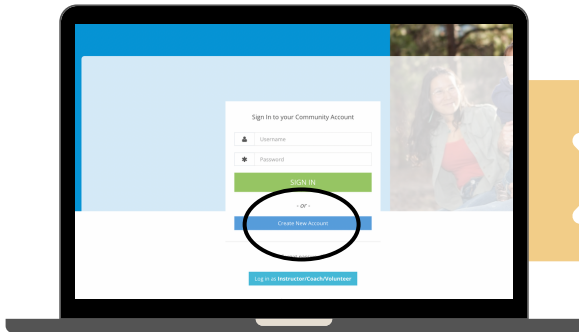 Sign In to your Community Account
Username
Password
SIGN IN
- or -
Create New Account
Log in as Instructor/Coach/Volunteer